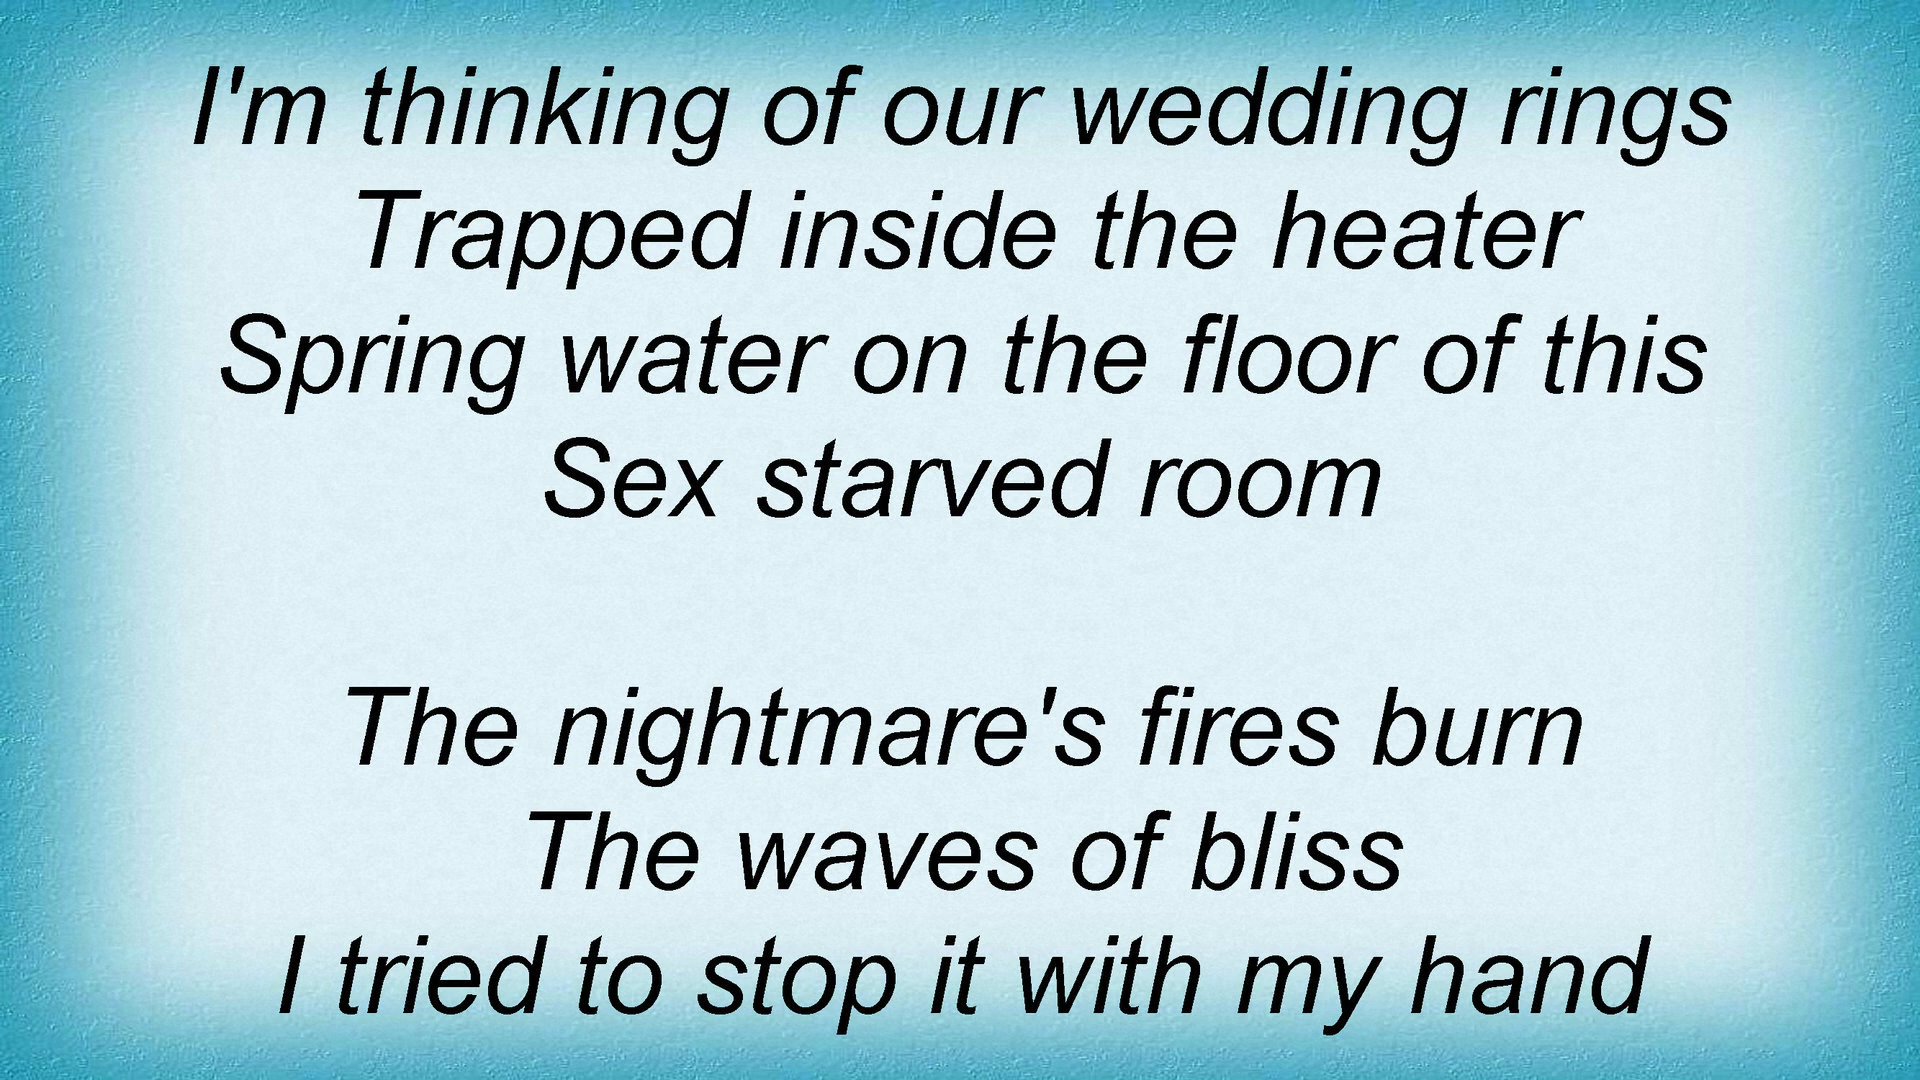 I'm thinking of our wedding rings
Trapped inside the heater
Spring water on the floor of this
Sex starved room
The nightmare's fires burn
The waves of bliss
I tried to stop it with my hand